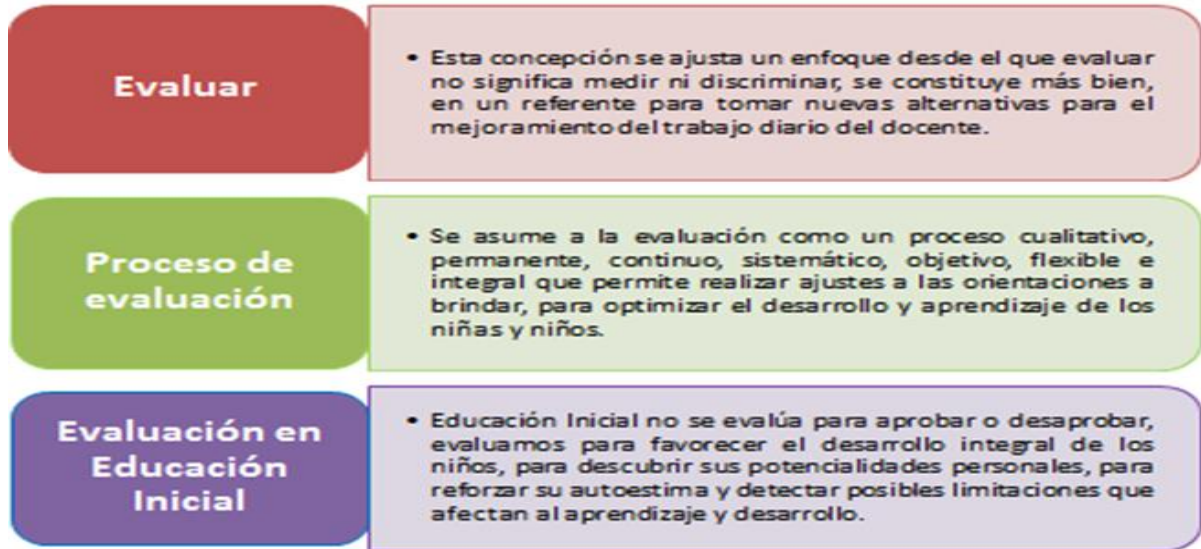 Evaluar
• Esta concepción se ajusta un enfoque desde el que evaluar
no significa medir ni discriminar, se constituye más bien,
en un referente para tomar nuevas alternativas para el
mejoramiento del trabajo diario del docente.
Proceso de
evaluación
• Se asume a la evaluación como un proceso cualitativo,
permanente, continuo, sistemático, objetivo, flexible e
integral que permite realizar ajustes a las orientaciones a
brindar, para optimizar el desarrollo y aprendizaje de los
niñas y niños.
Evaluación en
Educación
Inicial
• Educación Inicial no se evalúa para aprobar o desaprobar,
evaluamos para favorecer el desarrollo integral de los
niños, para descubrir sus potencialidades personales, para
reforzar su autoestima y detectar posibles limitaciones que
afectan al aprendizaje y desarrollo.